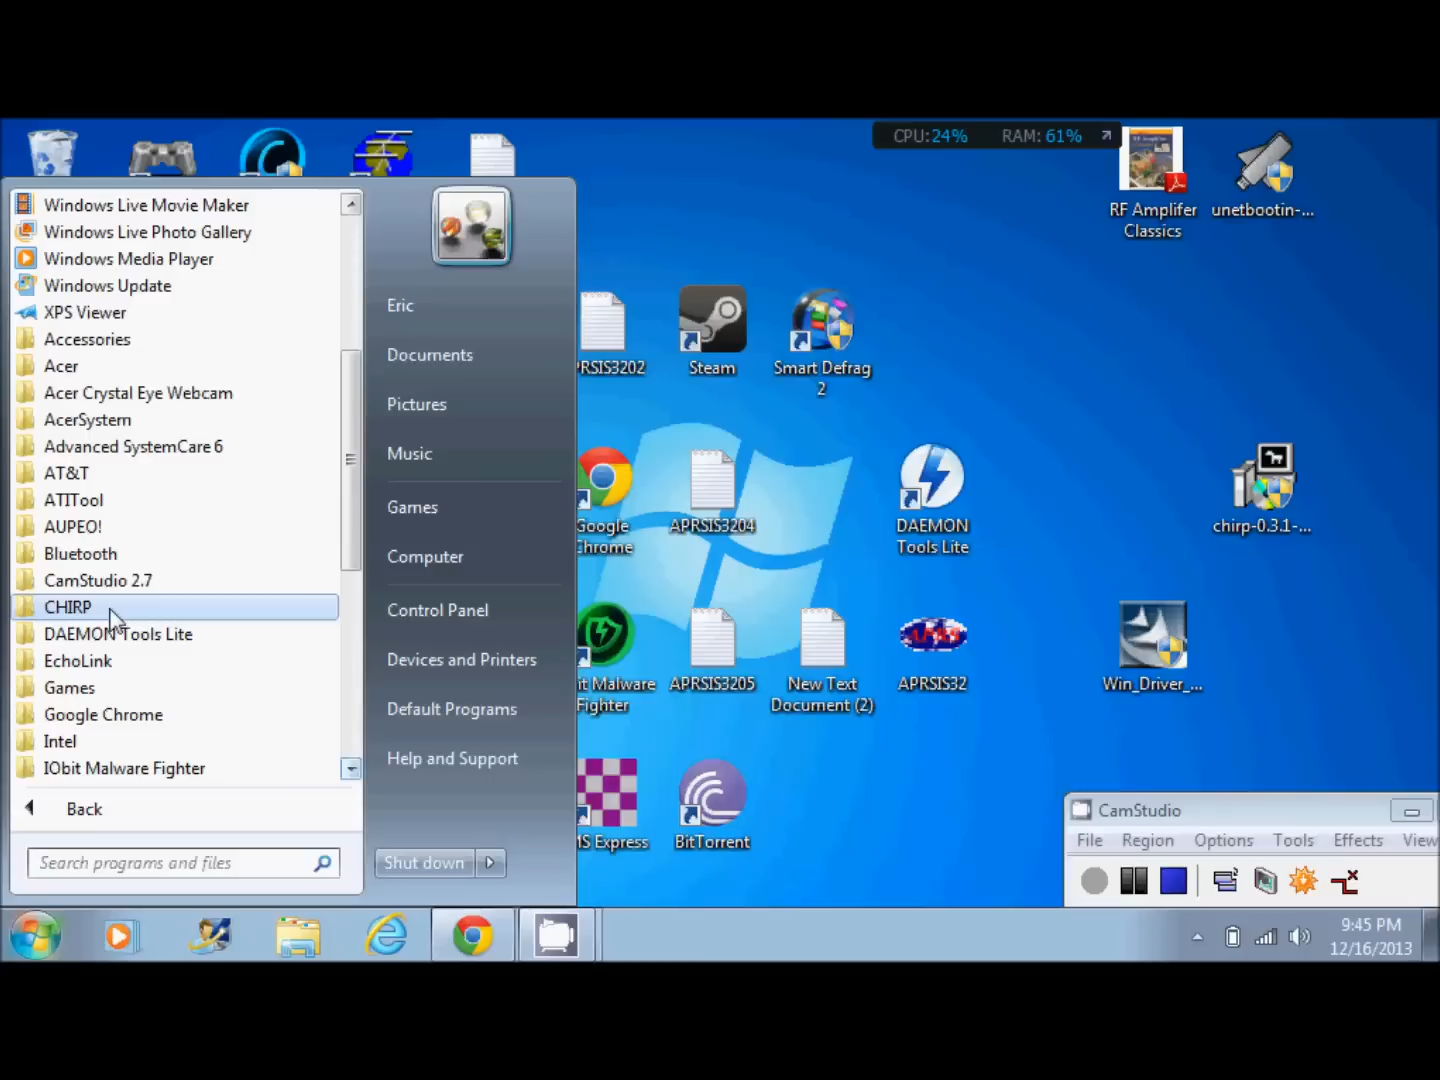 CPU:24% RAM: 61%
RF Amplifer
Classics
unetbootin-...
Windows Live Movie Maker
Windows Live Photo Gallery
Windows Media Player
Windows Update
XPS Viewer
Accessories
Acer
Acer Crystal Eye Webcam
AcerSystem
Advanced SystemCare 6
AT&T
ATITool
AUPEO!
Bluetooth
CamStudio 2.7
CHIRP
DAEMON Tools Lite
EchoLink
Games
Google Chrome
Intel
IObit Malware Fighter
Back
Search programs and files
Eric
Documents
Pictures
Music
Games
Computer
Control Panel
Devices and Printers
Default Programs
Help and Support
Shut down
PRSIS3202
Steam
Smart Defrag
2
Google
Chrome
APRSIS3204
DAEMON
Tools Lite
chirp-0.3.1-...
it Malware
Fighter
APRSIS3205
New Text
Document (2)
APRS
APRSIS32
Win_Driver_...
MS Express
BitTorrent
CamStudio
File Region Options Tools Effects View
9:45 PM
12/16/2013